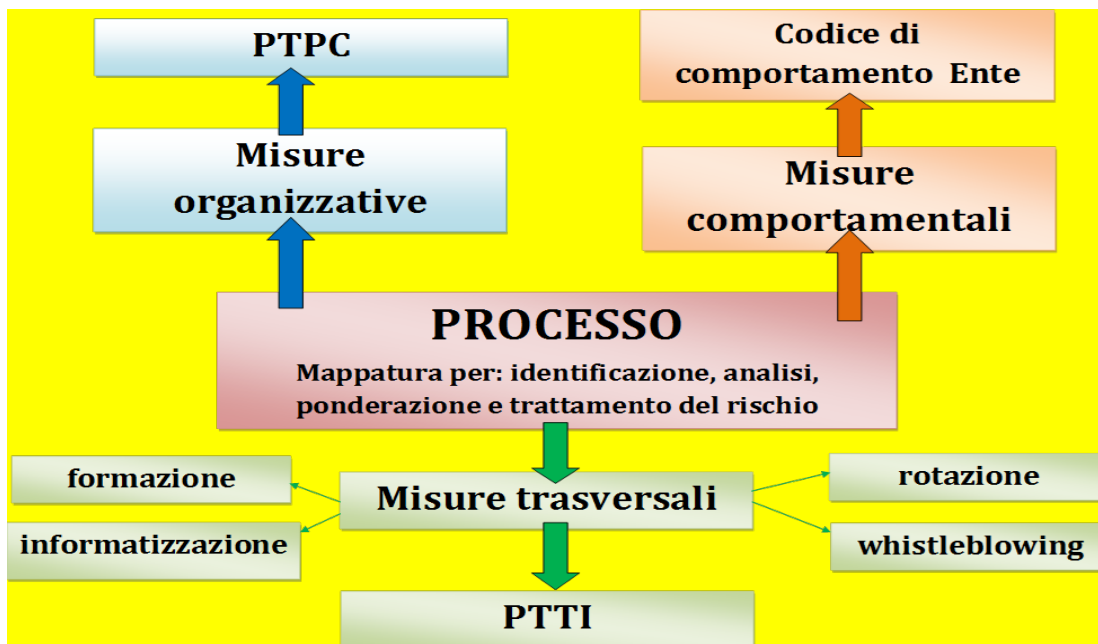 PTPC
Codice di
comportamento Ente
Misure
organizzative
Misure
comportamentali
PROCESSO
Mappatura per: identificazione, analisi,
ponderazione e trattamento del rischio
formazione
Misure trasversali
rotazione
informatizzazione
whistleblowing
PTTI